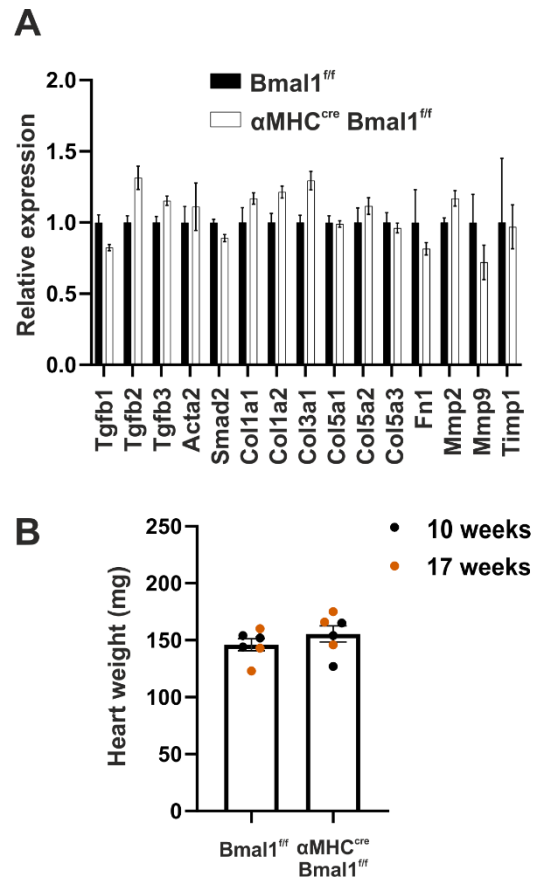 A
Relative expression
2.0
1.5
1.0
0.5
0.0
Bmal1f/f
αMHCcre Bmal1f/f
Tgfb1
Tgfb2
Tgfb3
Acta2
Smad2
Col1a1
Col1a2
Col3a1
Col5a1
Col5a2
Col5a3
Fn1
Mmp2
Mmp9
Timp1
B
Heart weight (mg)
250
200
150
100
50
0
10 weeks
17 weeks
Bmal1f/f
αMHCcre
Bmal1f/f